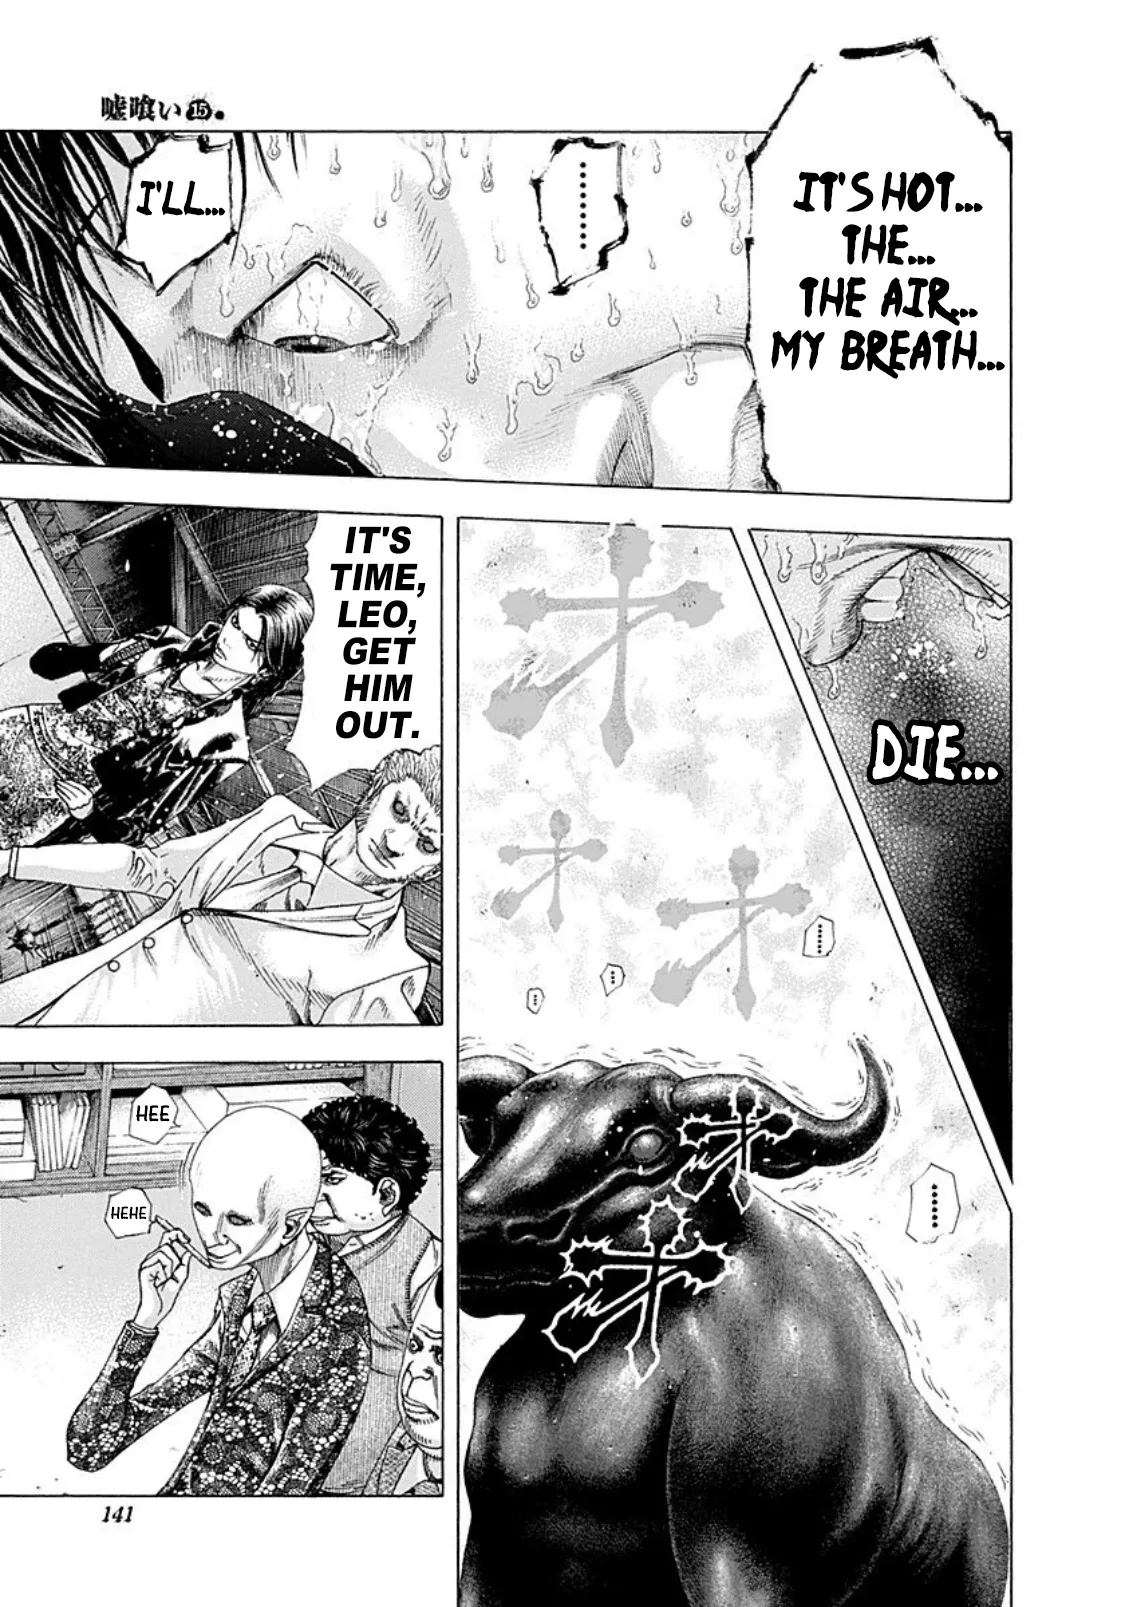 嘘喰い 15
IT'S HOT...
THE...
THE AIR...
MY BREATH...
.........
I'LL...
DIE...
オ
オ
オ
オ
オ
IT'S
TIME,
LEO,
GET
HIM
OUT.
HEE
HEHE
141